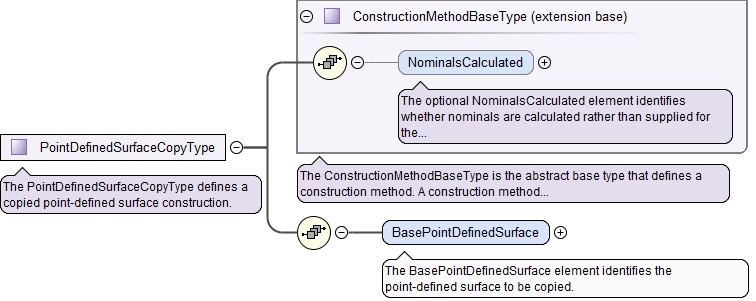 ConstructionMethodBaseType (extension base)
NominalsCalculated
The optional NominalsCalculated element identifies
whether nominals are calculated rather than supplied for
the...
PointDefinedSurfaceCopyType
The PointDefinedSurfaceCopyType defines a
copied point-defined surface construction.
The ConstructionMethodBaseType is the abstract base type that defines a
construction method. A construction method...
BasePointDefinedSurface
The BasePointDefinedSurface element identifies the
point-defined surface to be copied.